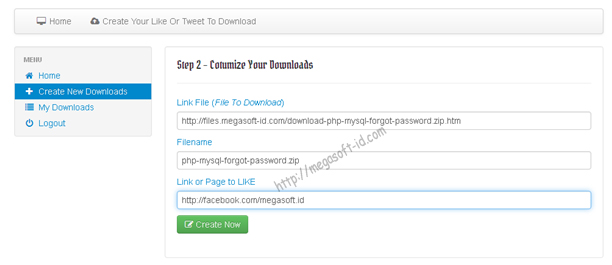 Home Create Your Like Or Tweet To Download
MENU
Home
Create New Downloads
My Downloads
Logout
Step 2 - Cotumize Your Downloads
Link File (File To Download)
http://files.megasoft-id.com/download-php-mysql-forgot-password.zip.htm
Filename
php-mysql-forgot-password.zip
Link or Page to LIKE
http://facebook.com/megasoft.id
Create Now
http://megasoft-id.com